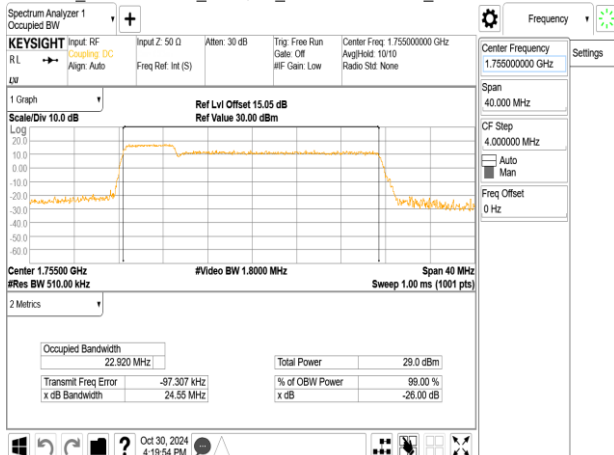 Spectrum Analyzer 1
Occupied BW
Frequency
KEYSIGHT
Input: RF
Coupling: DC
Align: Auto
Input Z: 50 Ω
Freq Ref: Int (S)
Atten: 30 dB
Trig: Free Run
Gate: Off
#IF Gain: Low
Center Freq: 1.755000000 GHz
Avg|Hold: 10/10
Radio Std: None
RL
LXI
Center Frequency
1.755000000 GHz
Settings
Span
40.000 MHz
CF Step
4.000000 MHz
Auto
Man
Freq Offset
0 Hz
1 Graph
Scale/Div 10.0 dB
Ref Lvl Offset 15.05 dB
Ref Value 30.00 dBm
Log
20.0
10.0
0.00
-10.0
-20.0
-30.0
-40.0
-50.0
-60.0
Center 1.75500 GHz
#Video BW 1.8000 MHz
Span 40 MHz
#Res BW 510.00 kHz
Sweep 1.00 ms (1001 pts)
2 Metrics
Occupied Bandwidth
22.920 MHz
Total Power 29.0 dBm
Transmit Freq Error -97.307 kHz
% of OBW Power 99.00 %
x dB Bandwidth 24.55 MHz
x dB -26.00 dB
?
Oct 30, 2024
4:19:54 PM